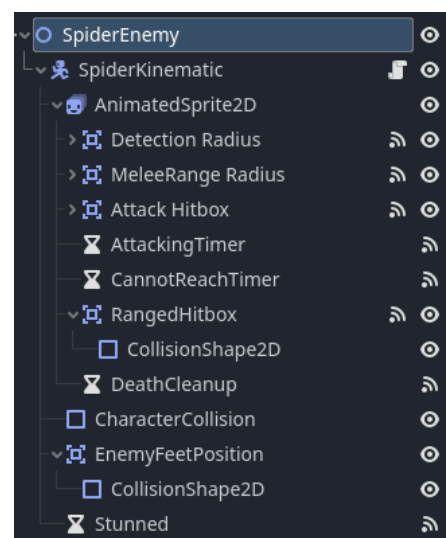 SpiderEnemy
SpiderKinematic
AnimatedSprite2D
Detection Radius
MeleeRange Radius
Attack Hitbox
AttackingTimer
CannotReachTimer
RangedHitbox
CollisionShape2D
DeathCleanup
CharacterCollision
EnemyFeetPosition
CollisionShape2D
Stunned